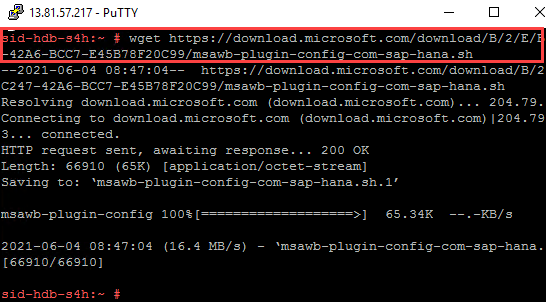 13.81.57.217 - PuTTY
sid-hdb-s4h:~ # wget https://download.microsoft.com/download/B/2/E/B
-42A6-BCC7-E45B78F20C99/msawb-plugin-config-com-sap-hana.sh
--2021-06-04 08:47:04--  https://download.microsoft.com/download/B/2
C247-42A6-BCC7-E45B78F20C99/msawb-plugin-config-com-sap-hana.sh
Resolving download.microsoft.com (download.microsoft.com)... 204.79.
Connecting to download.microsoft.com (download.microsoft.com)|204.79
3... connected.
HTTP request sent, awaiting response... 200 OK
Length: 66910 (65K) [application/octet-stream]
Saving to: ‘msawb-plugin-config-com-sap-hana.sh.1’
msawb-plugin-config 100%[===================>]  65.34K  --.-KB/s
2021-06-04 08:47:04 (16.4 MB/s) - ‘msawb-plugin-config-com-sap-hana.
[66910/66910]
sid-hdb-s4h:~ #